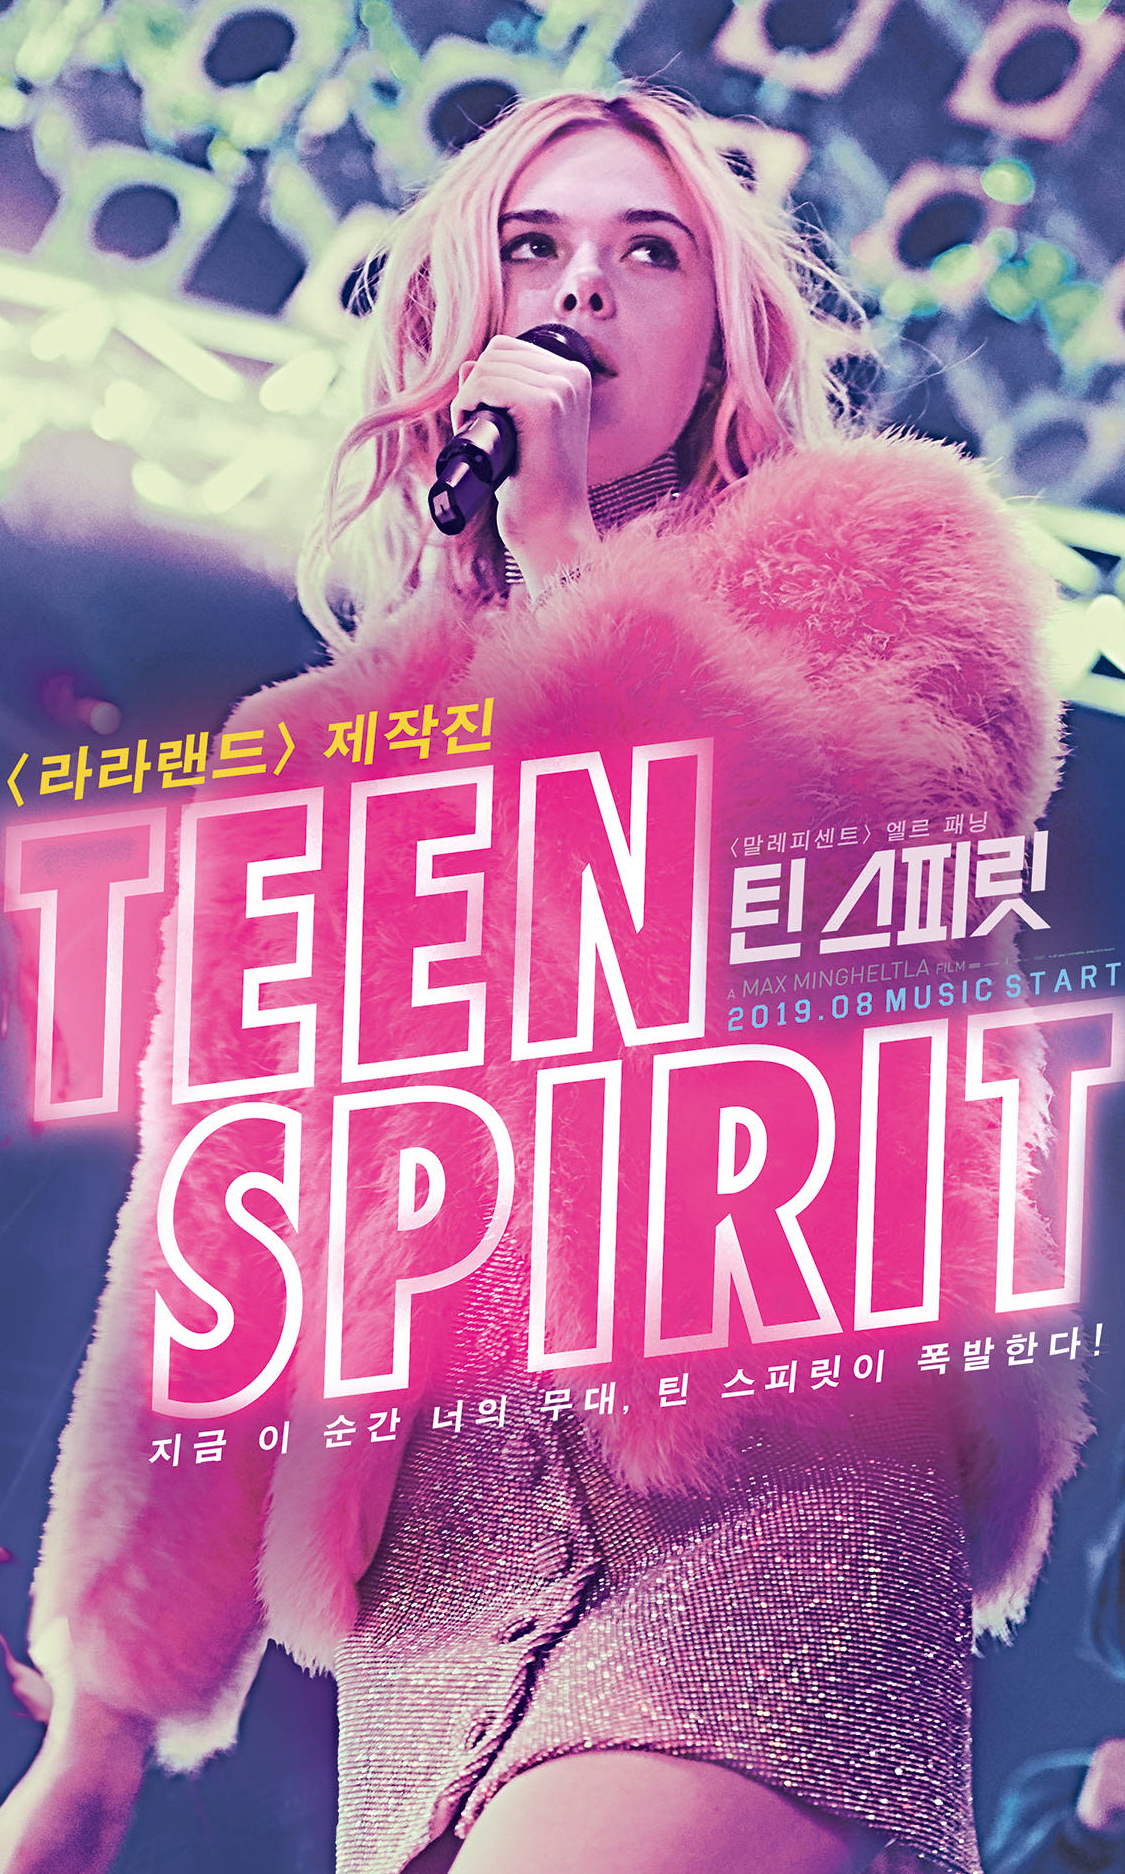 〈라라랜드〉 제작진
TEEN
〈말레피센트〉 엘르 패닝
틴 스피릿
A MAX MINGHELTLA FILM
2019.08 MUSIC START
SPIRIT
지금 이 순간 너의 무대, 틴 스피릿이 폭발한다!